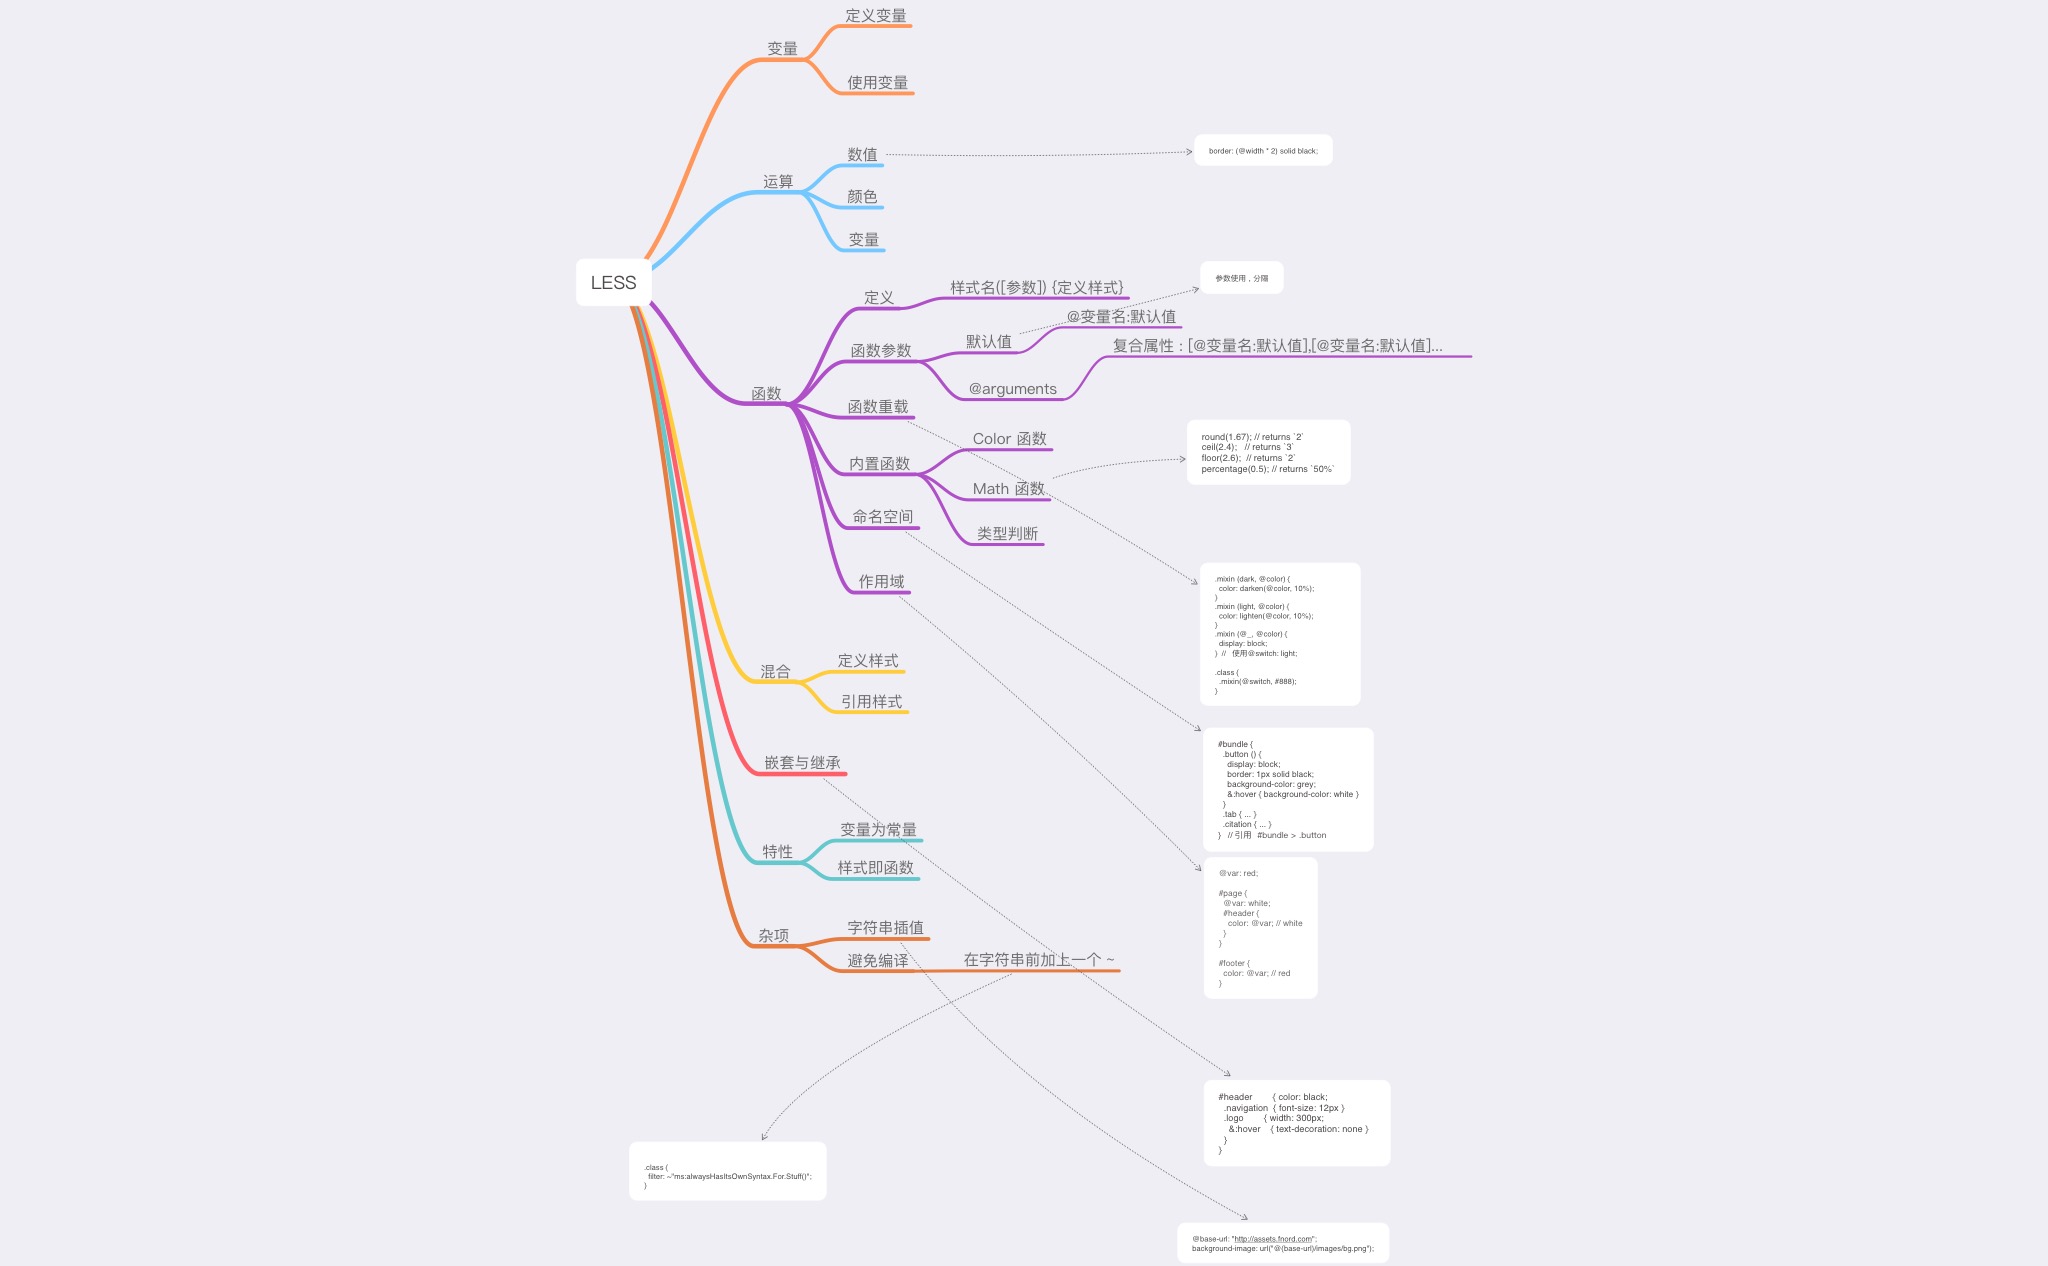 LESS
变量
定义变量
使用变量
运算
数值
border: (@width * 2) solid black;
颜色
变量
函数
定义
样式名([参数]) {定义样式}
函数参数
默认值
参数使用，分隔
@变量名:默认值
@arguments
复合属性：[@变量名:默认值],[@变量名:默认值]...
函数重载
内置函数
Color 函数
Math 函数
类型判断
round(1.67); // returns `2`
ceil(2.4);   // returns `3`
floor(2.6);  // returns `2`
percentage(0.5); // returns `50%`
命名空间
作用域
.mixin (dark, @color) {
color: darken(@color, 10%);
}
.mixin (light, @color) {
color: lighten(@color, 10%);
}
.mixin (@_, @color) {
display: block;
}  //   使用@switch: light;
.class {
.mixin(@switch, #888);
}
混合
定义样式
引用样式
#bundle {
.button () {
display: block;
border: 1px solid black;
background-color: grey;
&:hover { background-color: white }
}
.tab { ... }
.citation { ... }
}   // 引用   #bundle > .button
嵌套与继承
特性
变量为常量
样式即函数
@var: red;
#page {
@var: white;
#header {
color: @var; // white
}
}
#footer {
color: @var; // red
}
杂项
字符串插值
避免编译
在字符串前加上一个 ~
#header        { color: black;
.navigation  { font-size: 12px }
.logo        { width: 300px;
&:hover    { text-decoration: none }
}
}
.class {
filter: ~"ms:alwaysHasItsOwnSyntax.For.Stuff()";
}
@base-url: "http://assets.fnord.com";
background-image: url("@{base-url}/images/bg.png");